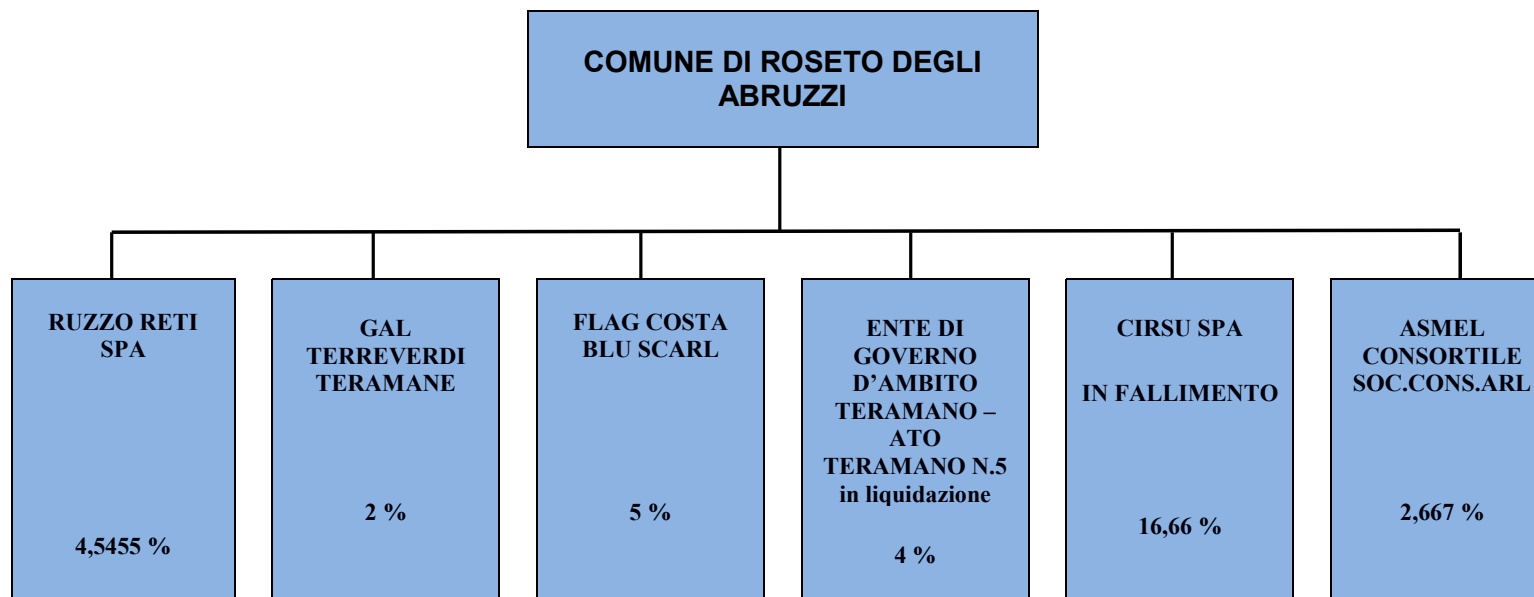 COMUNE DI ROSETO DEGLI
ABRUZZI
RUZZO RETI
SPA
4,5455 %
GAL
TERREVERDI
TERAMANE
2 %
FLAG COSTA
BLU SCARL
5 %
ENTE DI
GOVERNO
D’AMBITO
TERAMANO –
ATO
TERAMANO N.5
in liquidazione
4 %
CIRSU SPA
IN FALLIMENTO
16,66 %
ASMEL
CONSORTILE
SOC.CONS.ARL
2,667 %